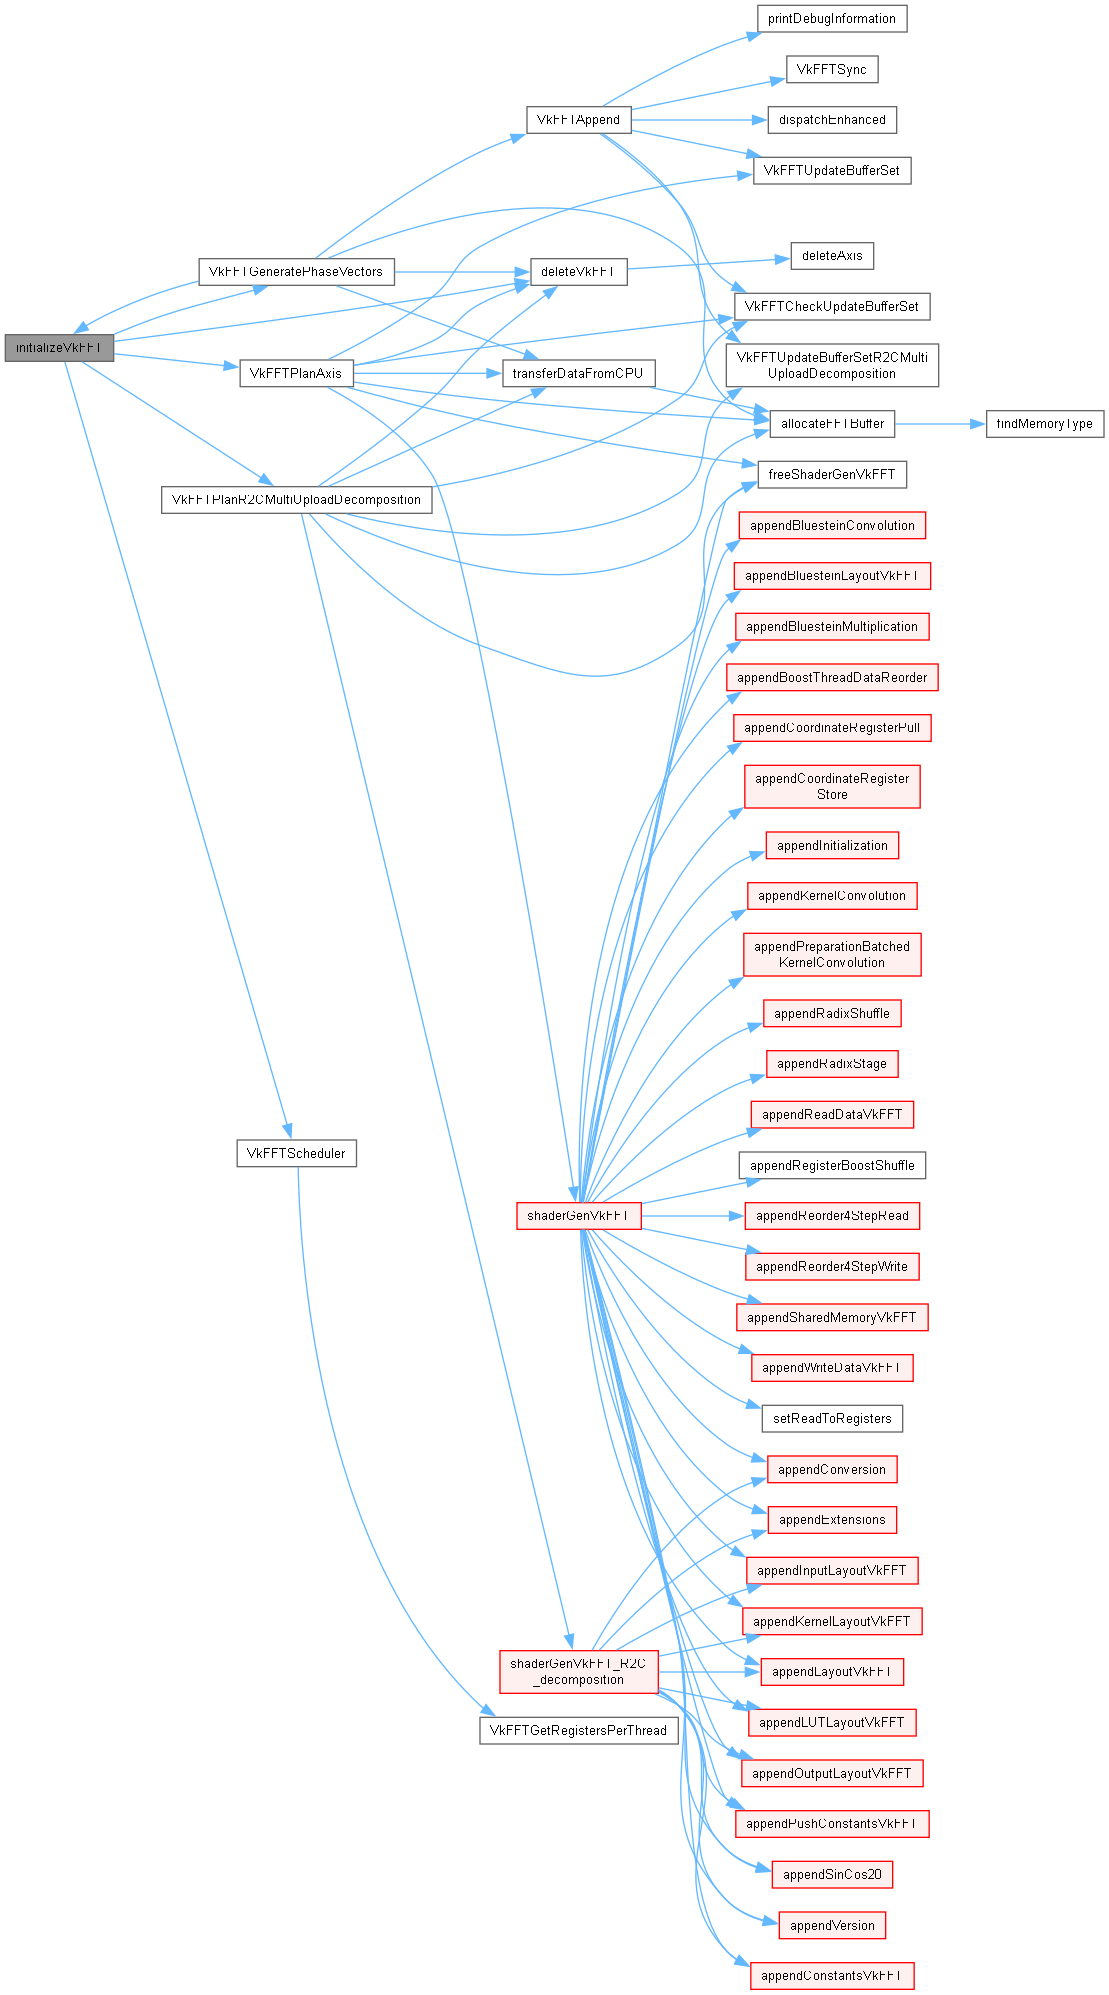 printDebugInformation
VkFFTSync
VkFFTAppend
dispatchEnhanced
VkFFTUpdateBufferSet
deleteAxis
VkFFTGeneratePhaseVectors
deleteVkFFT
VkFFTCheckUpdateBufferSet
initializeVkFFT
VkFFTUpdateBufferSetR2CMulti
UploadDecomposition
VkFFTPlanAxis
transferDataFromCPU
allocateFFTBuffer
findMemoryType
freeShaderGenVkFFT
VkFFTPlanR2CMultiUploadDecomposition
appendBluesteinConvolution
appendBluesteinLayoutVkFFT
appendBluesteinMultiplication
appendBoostThreadDataReorder
appendCoordinateRegisterPull
appendCoordinateRegister
Store
appendInitialization
appendKernelConvolution
appendPreparationBatched
KernelConvolution
appendRadixShuffle
appendRadixStage
appendReadDataVkFFT
VkFFTScheduler
appendRegisterBoostShuffle
shaderGenVkFFT
appendReorder4StepRead
appendReorder4StepWrite
appendSharedMemoryVkFFT
appendWriteDataVkFFT
setReadToRegisters
appendConversion
appendExtensions
appendInputLayoutVkFFT
appendKernelLayoutVkFFT
shaderGenVkFFT_R2C
_decomposition
appendLayoutVkFFT
appendLUTLayoutVkFFT
VkFFTGetRegistersPerThread
appendOutputLayoutVkFFT
appendPushConstantsVkFFT
appendSinCos20
appendVersion
appendConstantsVkFFT